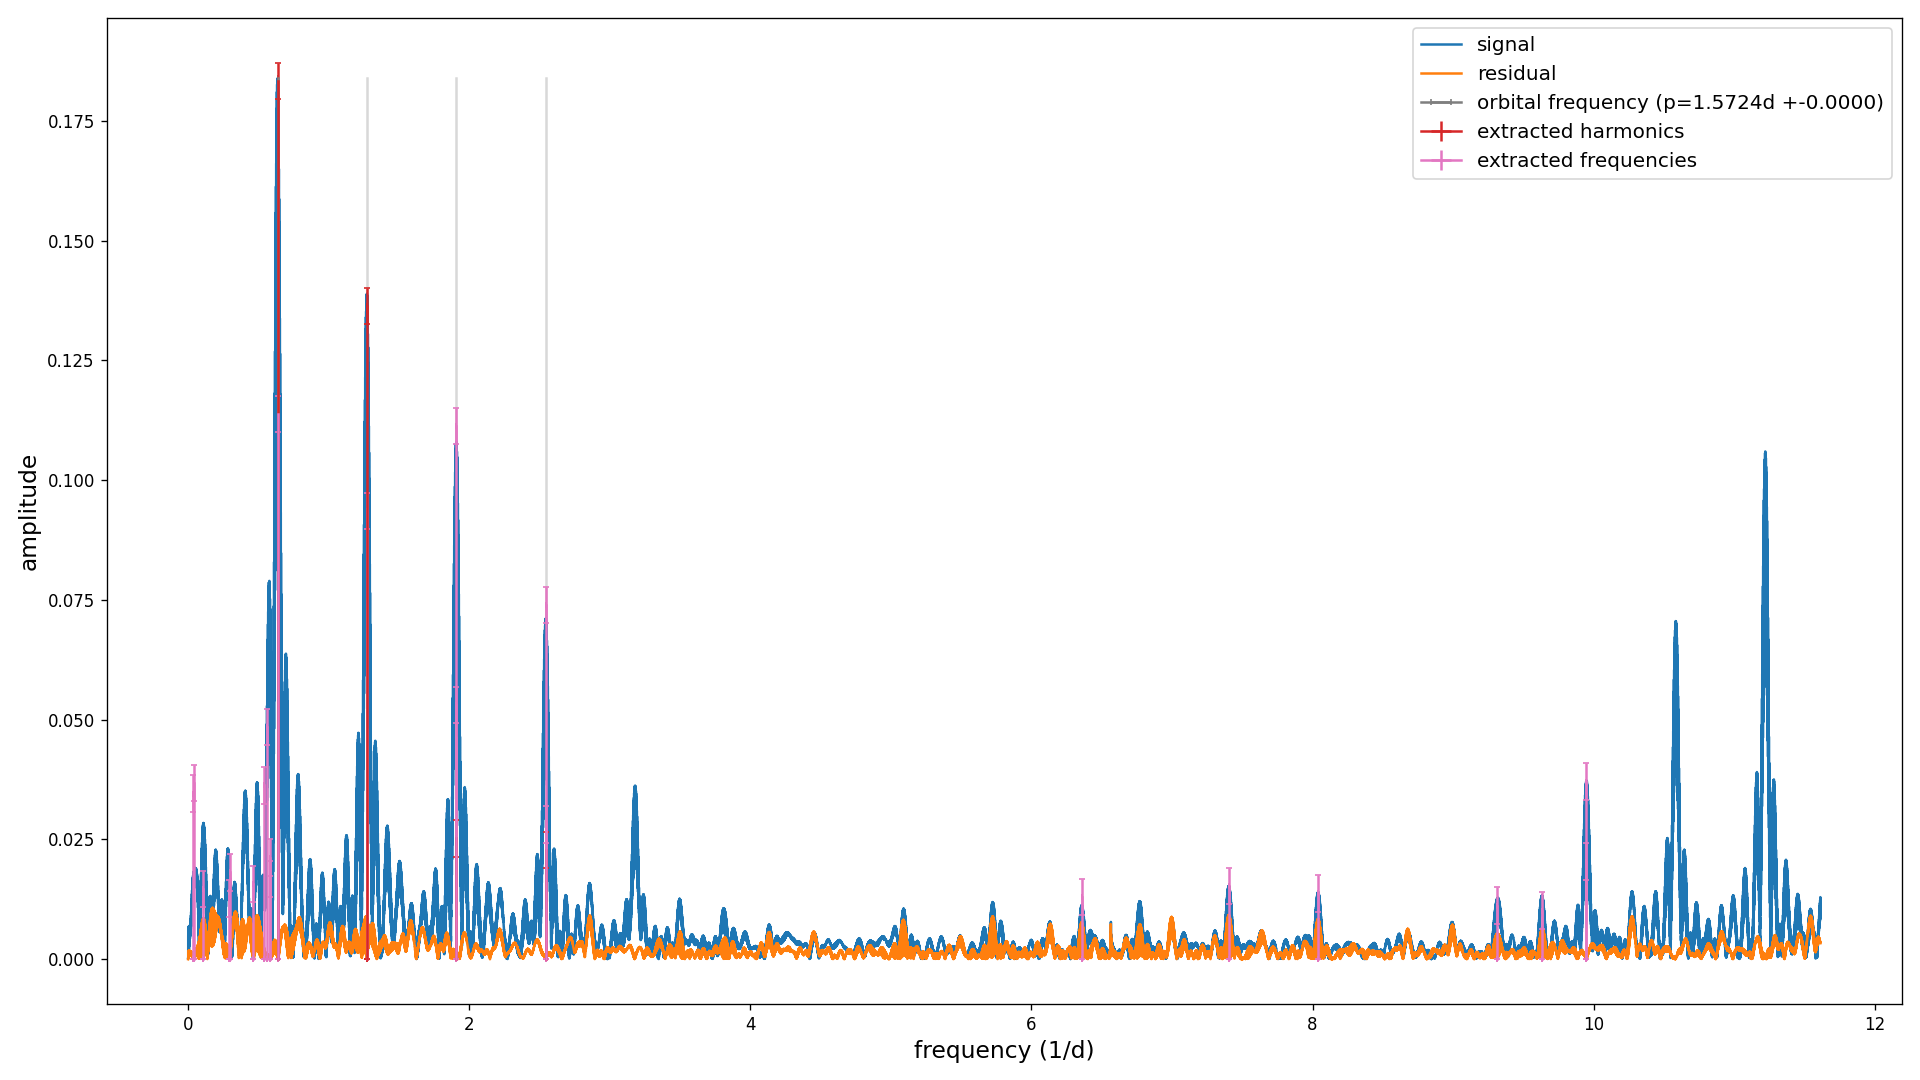 signal
residual
orbital frequency (p=1.5724d +-0.0000)
extracted harmonics
extracted frequencies
amplitude
0.175
0.150
0.125
0.100
0.075
0.050
0.025
0.000
0 2 4 6 8 10 12
frequency (1/d)